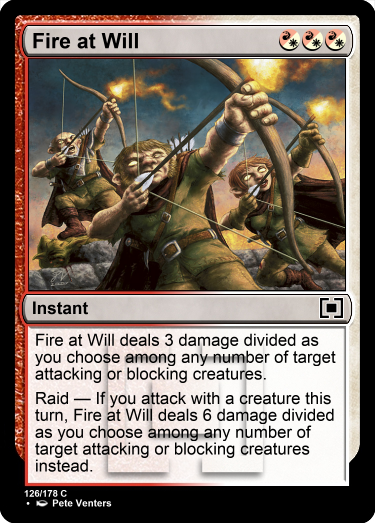 Fire at Will
Instant
Fire at Will deals 3 damage divided as
you choose among any number of target
attacking or blocking creatures.
Raid — If you attack with a creature this
turn, Fire at Will deals 6 damage divided
as you choose among any number of
target attacking or blocking creatures
instead.
126/178 C
• Pete Venters